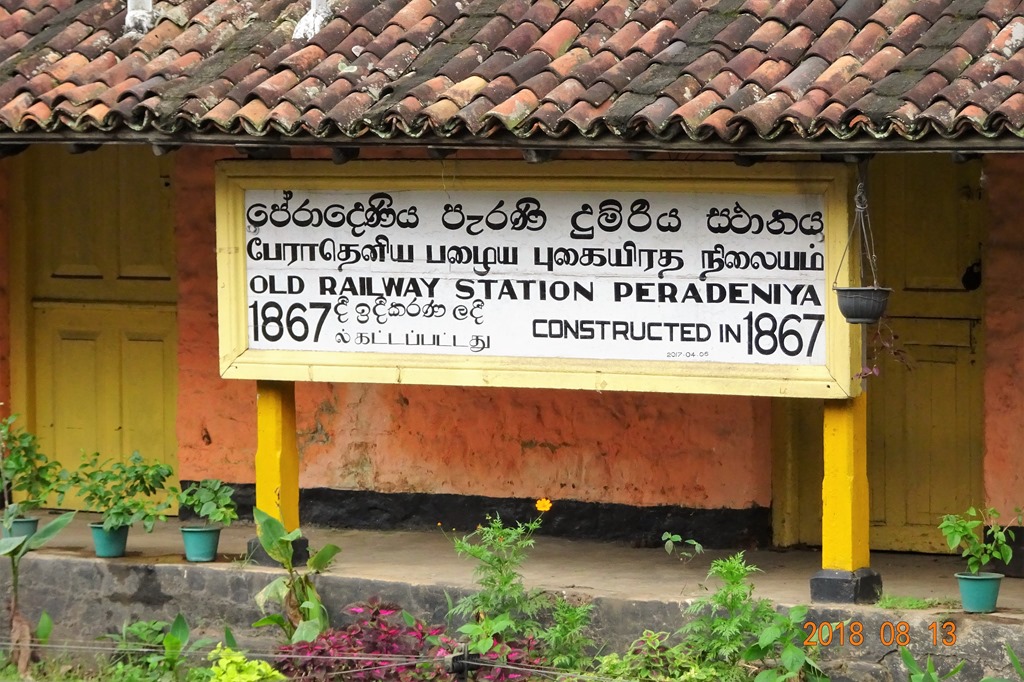 පේරාදෙණිය පැරණි දුම්රිය ස්ථානය
பேராதெனிய பழைய புகையிரத நிலையம்
OLD RAILWAY STATION PERADENIYA
1867 දී ඉදිකරණ ලදී
ல் கட்டப்பட்டது
CONSTRUCTED IN 1867
2017-04-05
2018 08 13